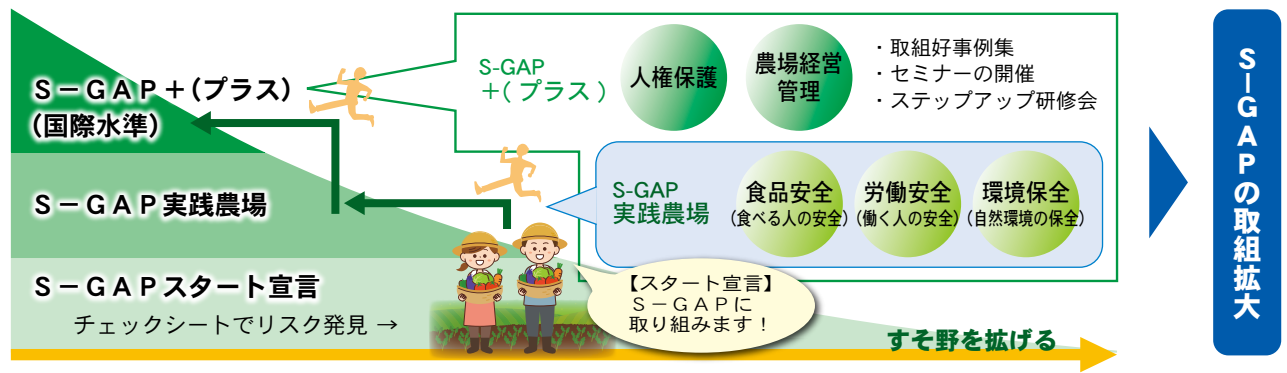 S－GAP＋（プラス）
（国際水準）
S－GAP実践農場
S－GAPスタート宣言
チェックシートでリスク発見 →
S-GAP
＋（プラス）
人権保護
農場経営
管理
・取組好事例集
・セミナーの開催
・ステップアップ研修会
S-GAP
実践農場
食品安全
（食べる人の安全）
労働安全
（働く人の安全）
環境保全
（自然環境の保全）
【スタート宣言】
S－GAPに
取り組みます！
すそ野を拡げる
S－GAPの取組拡大